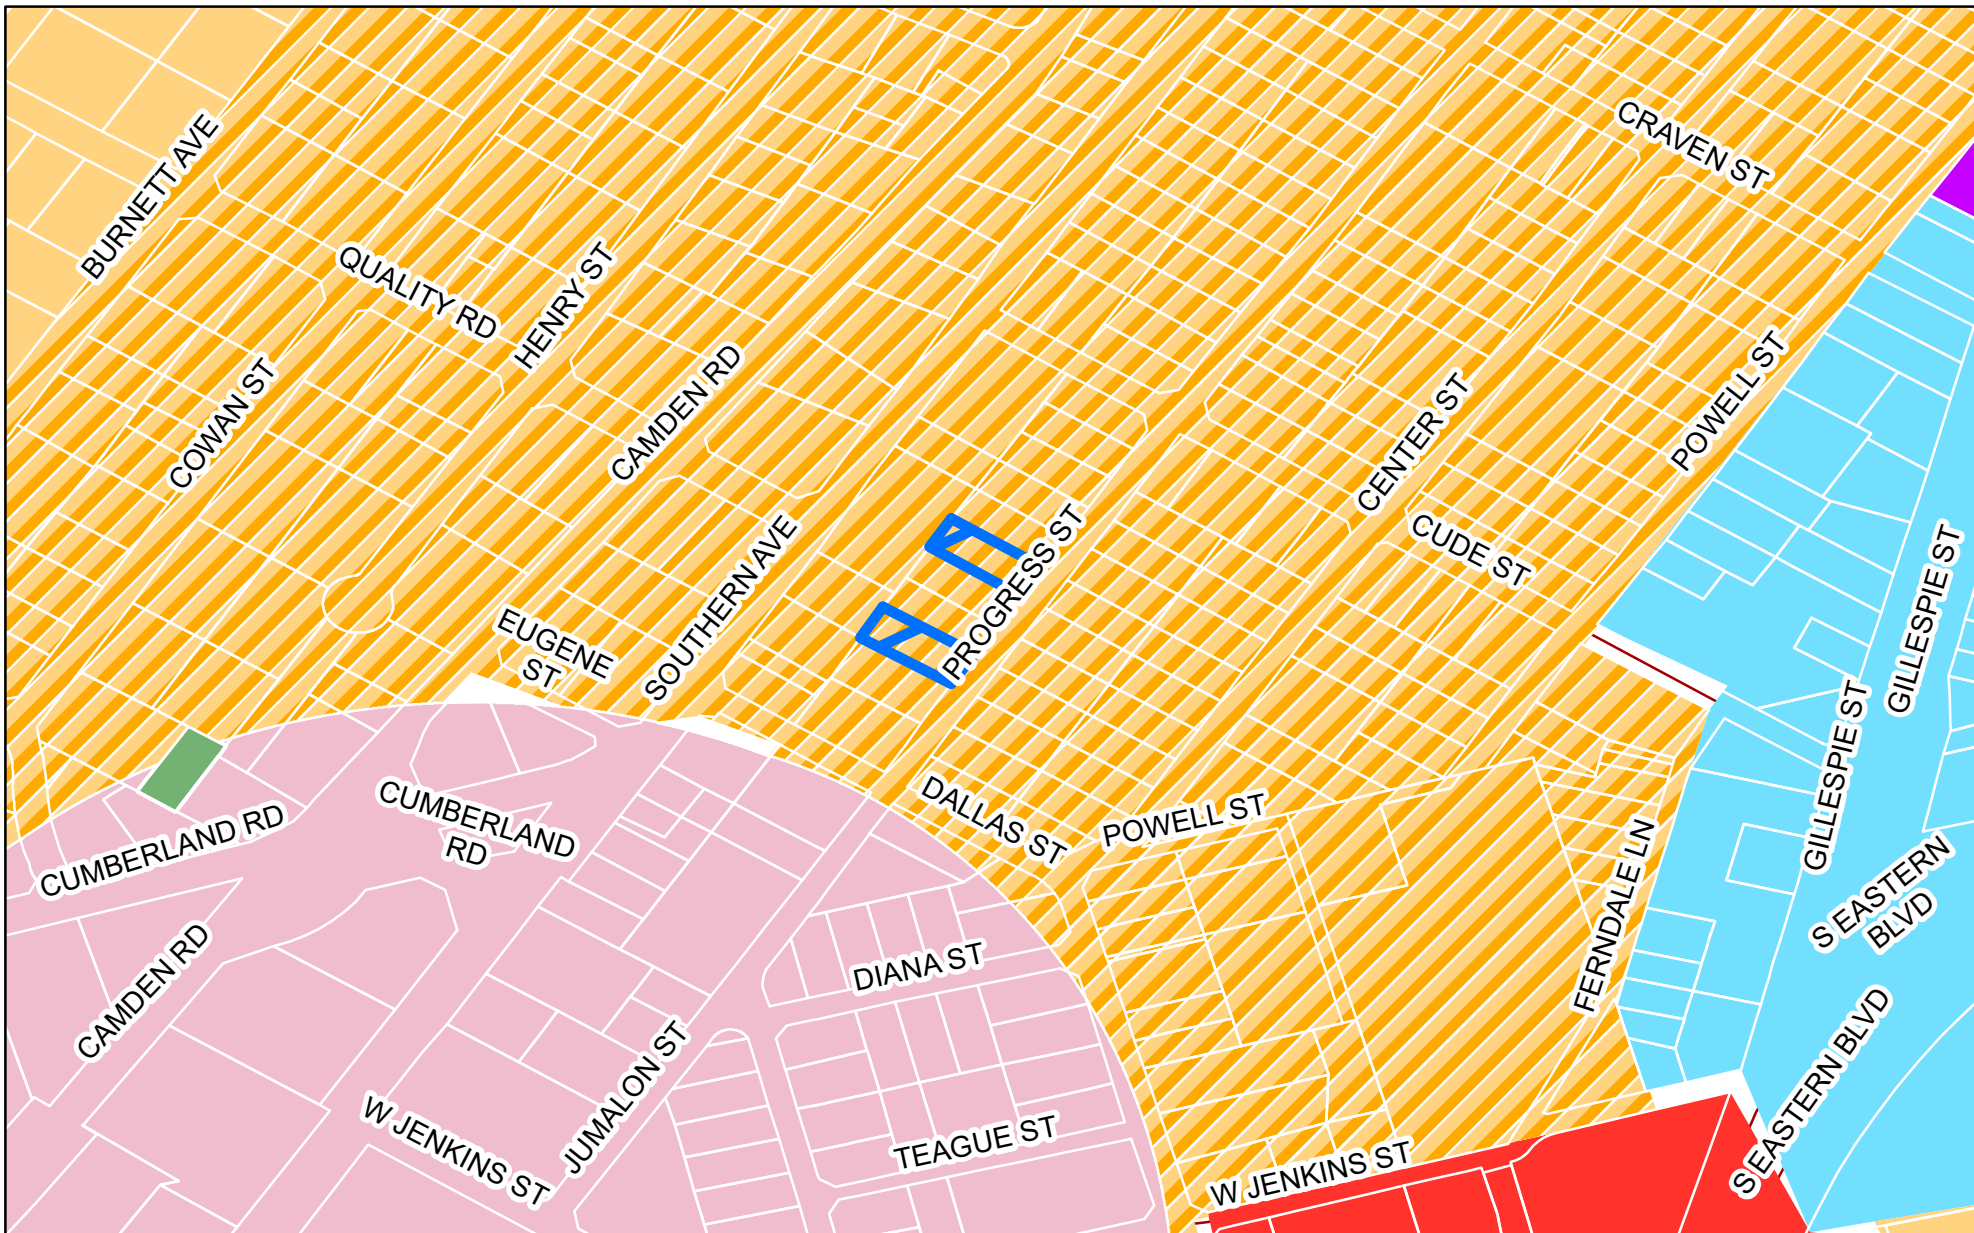 CRAVEN ST
BURNETT AVE
QUALITY RD
HENRY ST
CAMDEN RD
COWAN ST
POWELL ST
CENTER ST
CUDE ST
PROGRESS ST
SOUTHERN AVE
EUGENE
ST
GILLESPIE ST
GILLESPIE ST
DALLAS ST
POWELL ST
CUMBERLAND RD
CUMBERLAND
RD
FERNDALE LN
S EASTERN
BLVD
CAMDEN RD
DIANA ST
JUMALON ST
W JENKINS ST
TEAGUE ST
W JENKINS ST
S EASTERN BLVD